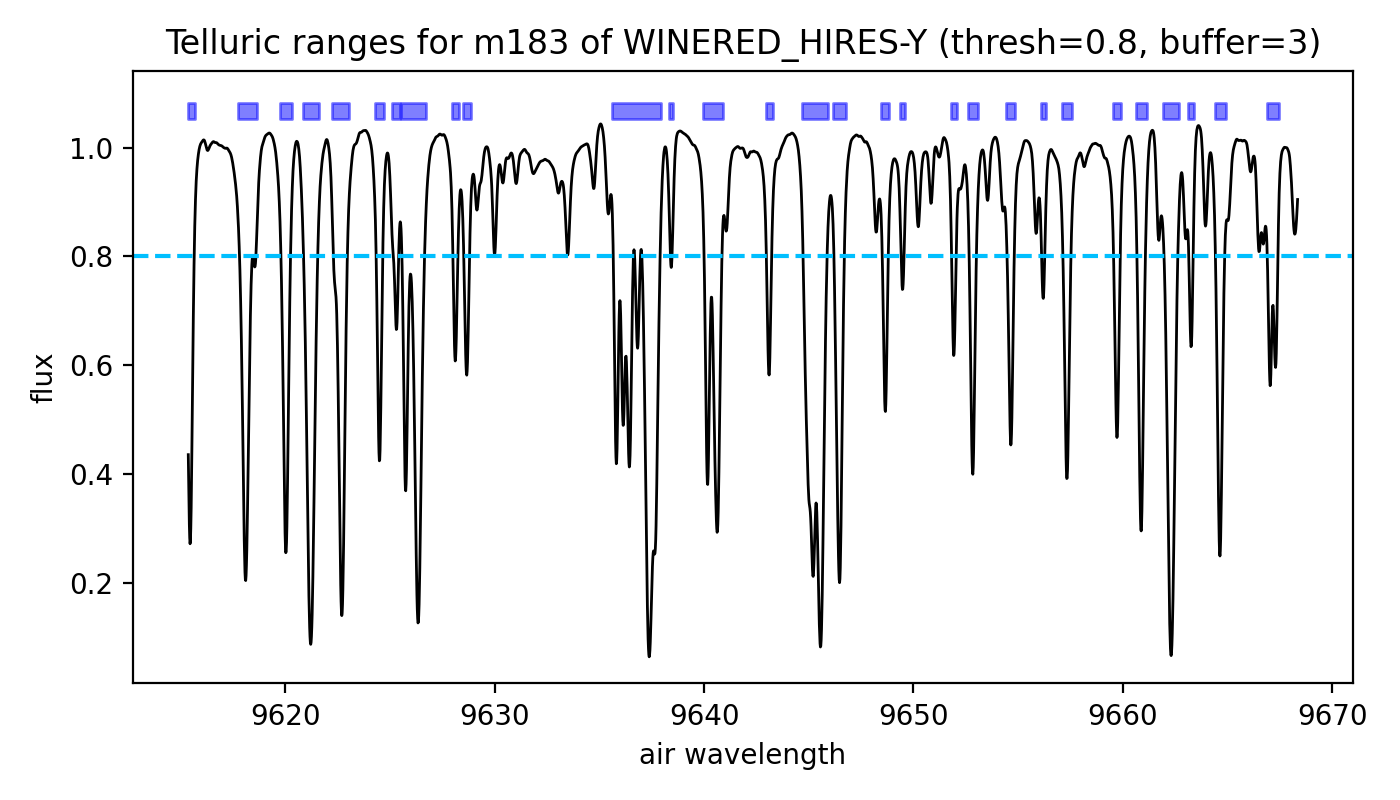 Telluric ranges for m183 of WINERED_HIRES-Y (thresh=0.8, buffer=3)
1.0
0.8
0.6
0.4
0.2
flux
9620 9630 9640 9650 9660 9670
air wavelength